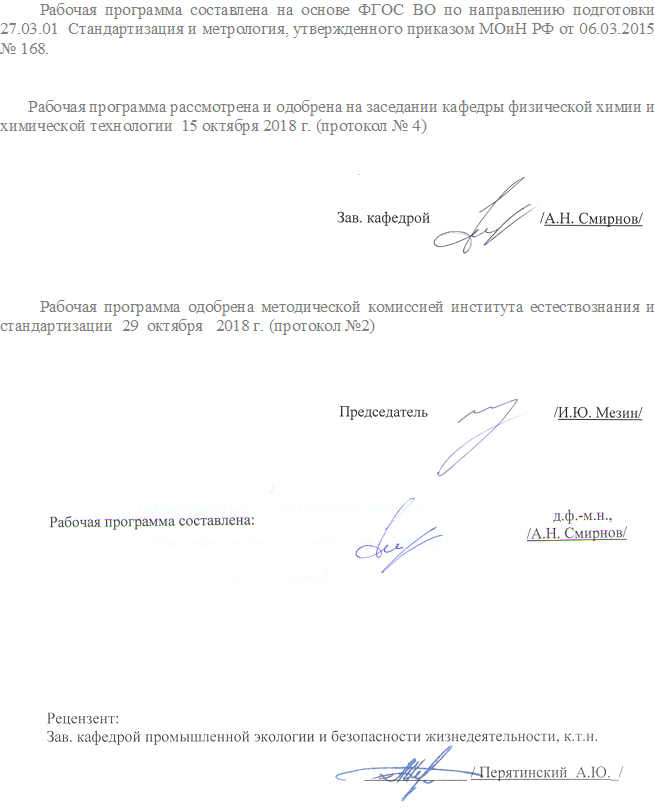 Рабочая программа составлена на основе ФГОС ВО по направлению подготовки
27.03.01 Стандартизация и метрология, утвержденного приказом МОиН РФ от 06.03.2015
№ 168.
Рабочая программа рассмотрена и одобрена на заседании кафедры физической химии и
химической технологии 15 октября 2018 г. (протокол № 4)
Зав. кафедрой /А.Н. Смирнов/
Рабочая программа одобрена методической комиссией института естествознания и
стандартизации 29 октября 2018 г. (протокол №2)
Председатель /И.Ю. Мезин/
Рабочая программа составлена: д.ф.-м.н.,
/А.Н. Смирнов/
Рецензент:
Зав. кафедрой промышленной экологии и безопасности жизнедеятельности, к.т.н.
/ Перятинский А.Ю. /